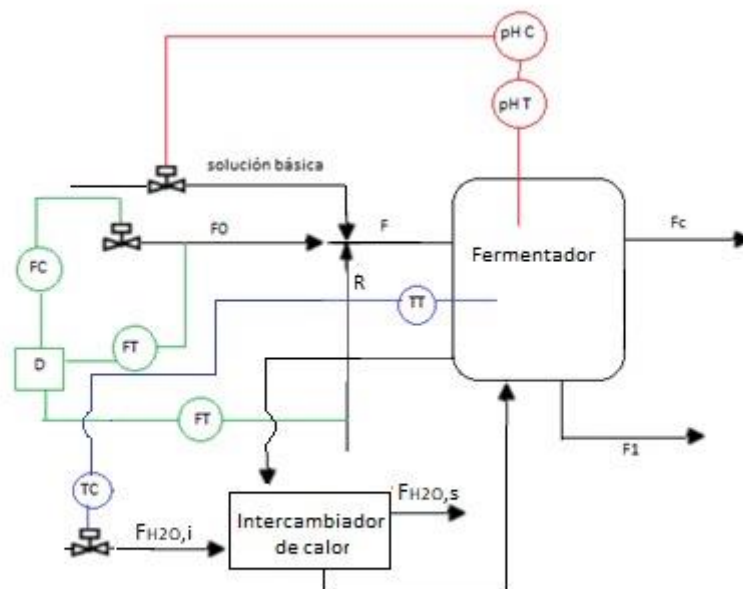 pH C
pH T
solución básica
F0
F
Fc
Fermentador
FC
R
TT
FT
D
FT
F1
TC
FH2O,s
FH2O,i
Intercambiador
de calor